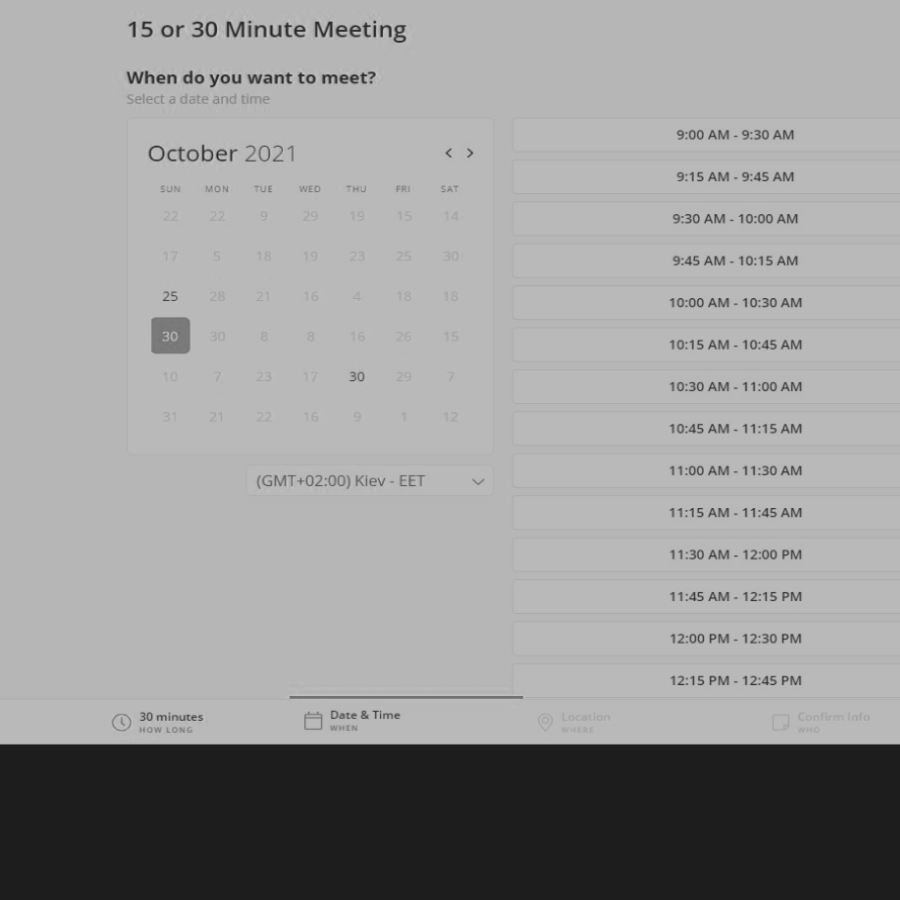 15 or 30 Minute Meeting
When do you want to meet?
Select a date and time
October 2021
SUN MON TUE WED THU FRI SAT
22 22 9 29 19 15 14
17 5 18 19 23 25 30
25 28 21 16 4 18 18
30 30 8 8 16 26 15
10 7 23 17 30 29 7
31 21 22 16 9 1 12
(GMT+02:00) Kiev - EET
9:00 AM - 9:30 AM
9:15 AM - 9:45 AM
9:30 AM - 10:00 AM
9:45 AM - 10:15 AM
10:00 AM - 10:30 AM
10:15 AM - 10:45 AM
10:30 AM - 11:00 AM
10:45 AM - 11:15 AM
11:00 AM - 11:30 AM
11:15 AM - 11:45 AM
11:30 AM - 12:00 PM
11:45 AM - 12:15 PM
12:00 PM - 12:30 PM
12:15 PM - 12:45 PM
30 minutes
HOW LONG
Date & Time
WHEN
Location
WHERE
Confirm Info
WHO